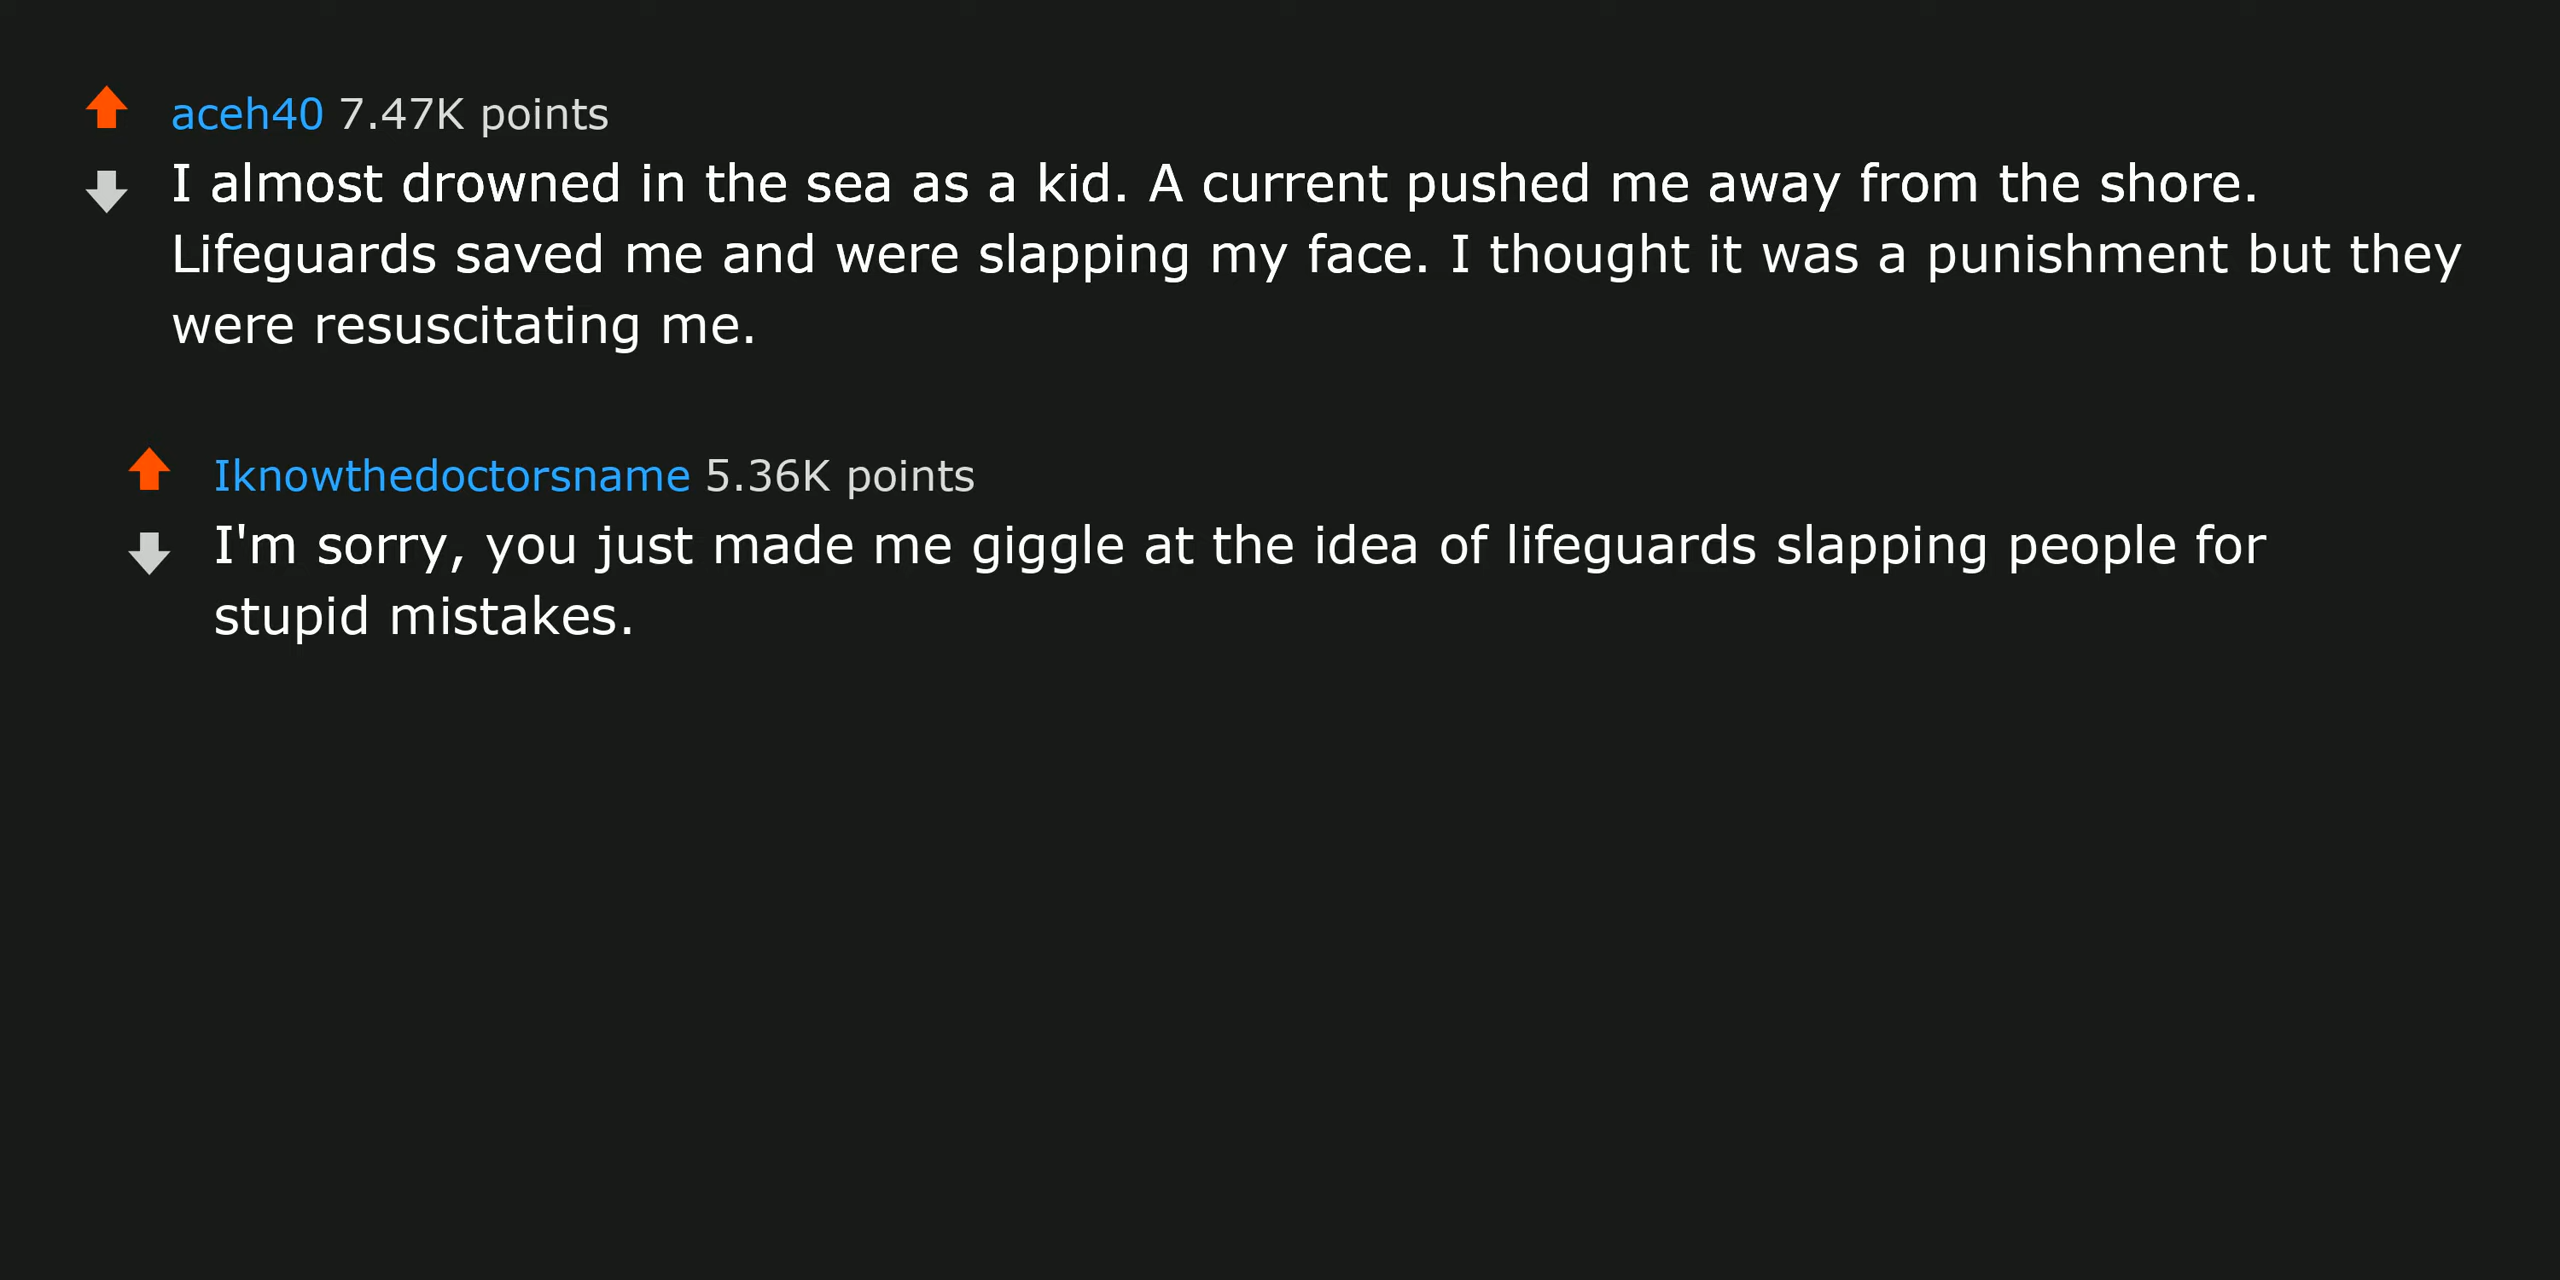 aceh40 7.47K points
I almost drowned in the sea as a kid. A current pushed me away from the shore.
Lifeguards saved me and were slapping my face. I thought it was a punishment but they
were resuscitating me.
Iknowthedoctorsname 5.36K points
I'm sorry, you just made me giggle at the idea of lifeguards slapping people for
stupid mistakes.